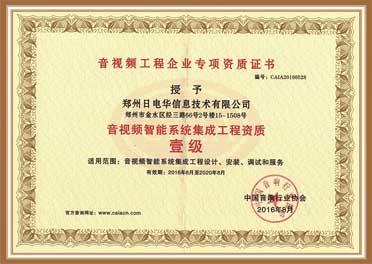 音视频工程企业专项资质证书
编号：CAIA20160528
授予
郑州日电华信息技术有限公司
郑州市金水区经三路66号2号楼15-1508号
音视频智能系统集成工程资质
壹级
适用范围：音视频智能系统集成工程设计、安装、调试和服务
有效期：2016年8月至2020年8月
中国音响行业协会
2016年8月
官方查询网址：www.caiacn.com